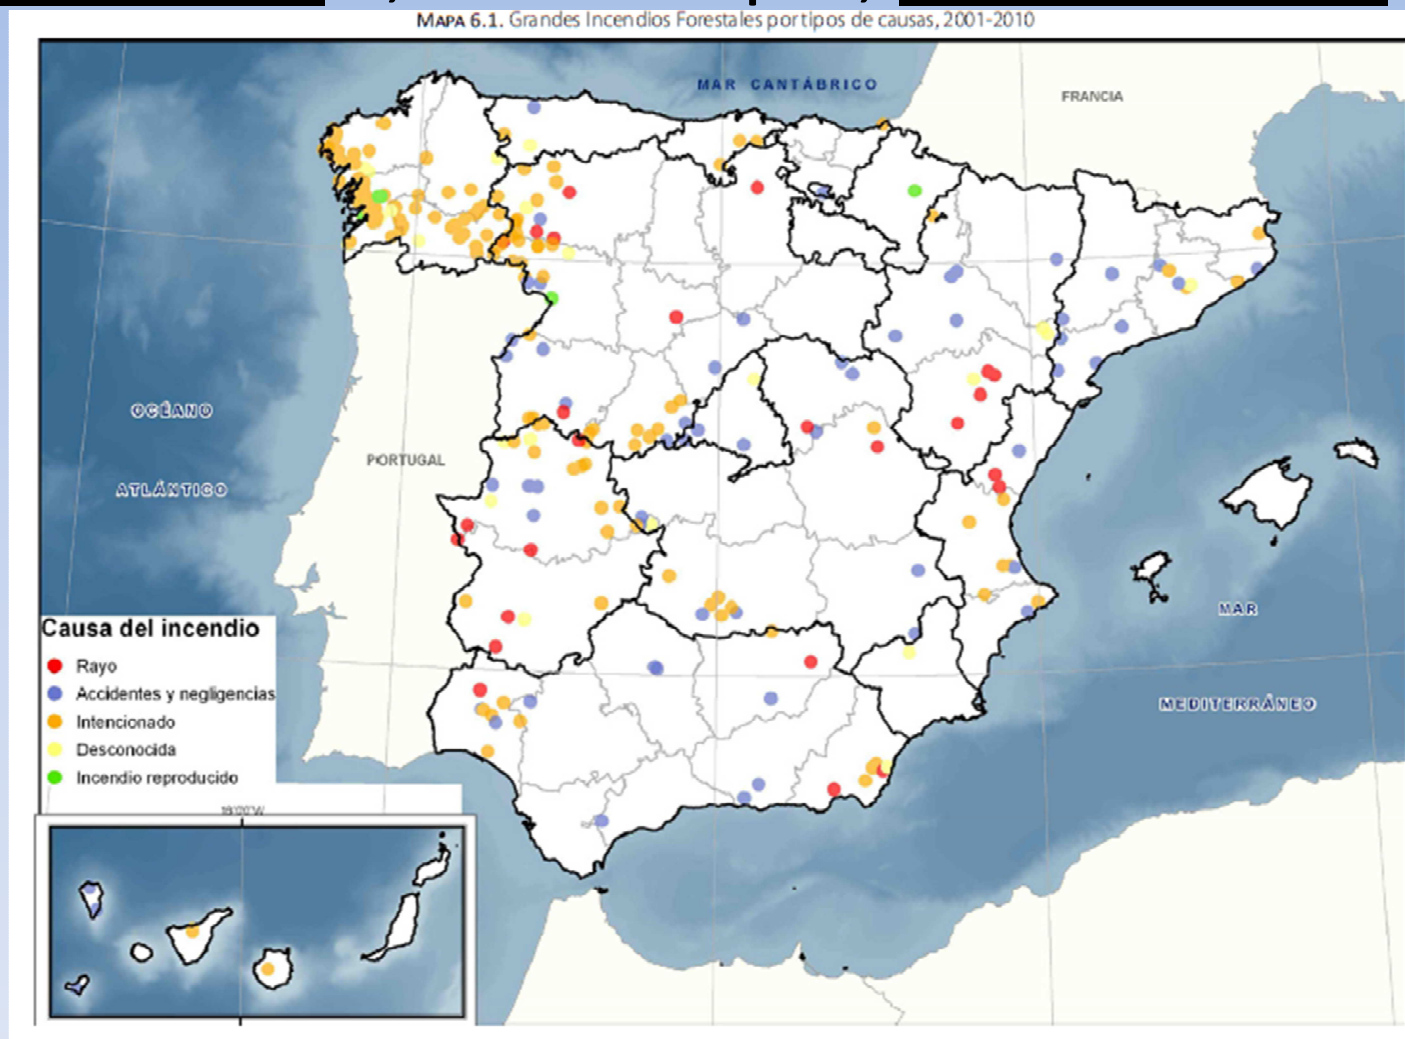 MAPA 6.1. Grandes Incendios Forestales por tipos de causas, 2001-2010
MAR CANTÁBRICO
FRANCIA
OCÉANO
PORTUGAL
ATLÁNTICO
MAR
MEDITERRÁNEO
Causa del incendio
Rayo
Accidentes y negligencias
Intencionado
Desconocida
Incendio reproducido